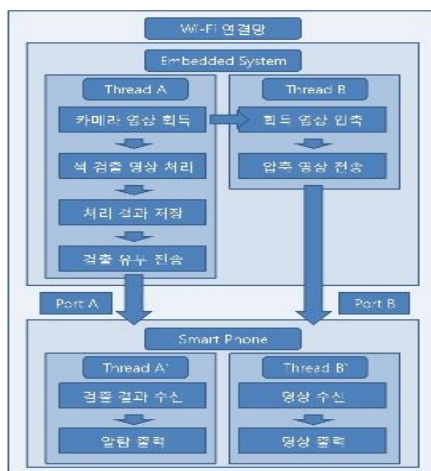 Wi-Fi 연결망
Embedded System
Thread A
Thread B
카메라 영상 획득
획득 영상 압축
색 검출 영상 처리
압축 영상 전송
처리 결과 저장
검출 유무 전송
Port A
Port B
Smart Phone
Thread A`
Thread B`
검출 결과 수신
영상 수신
알람 출력
영상 출력